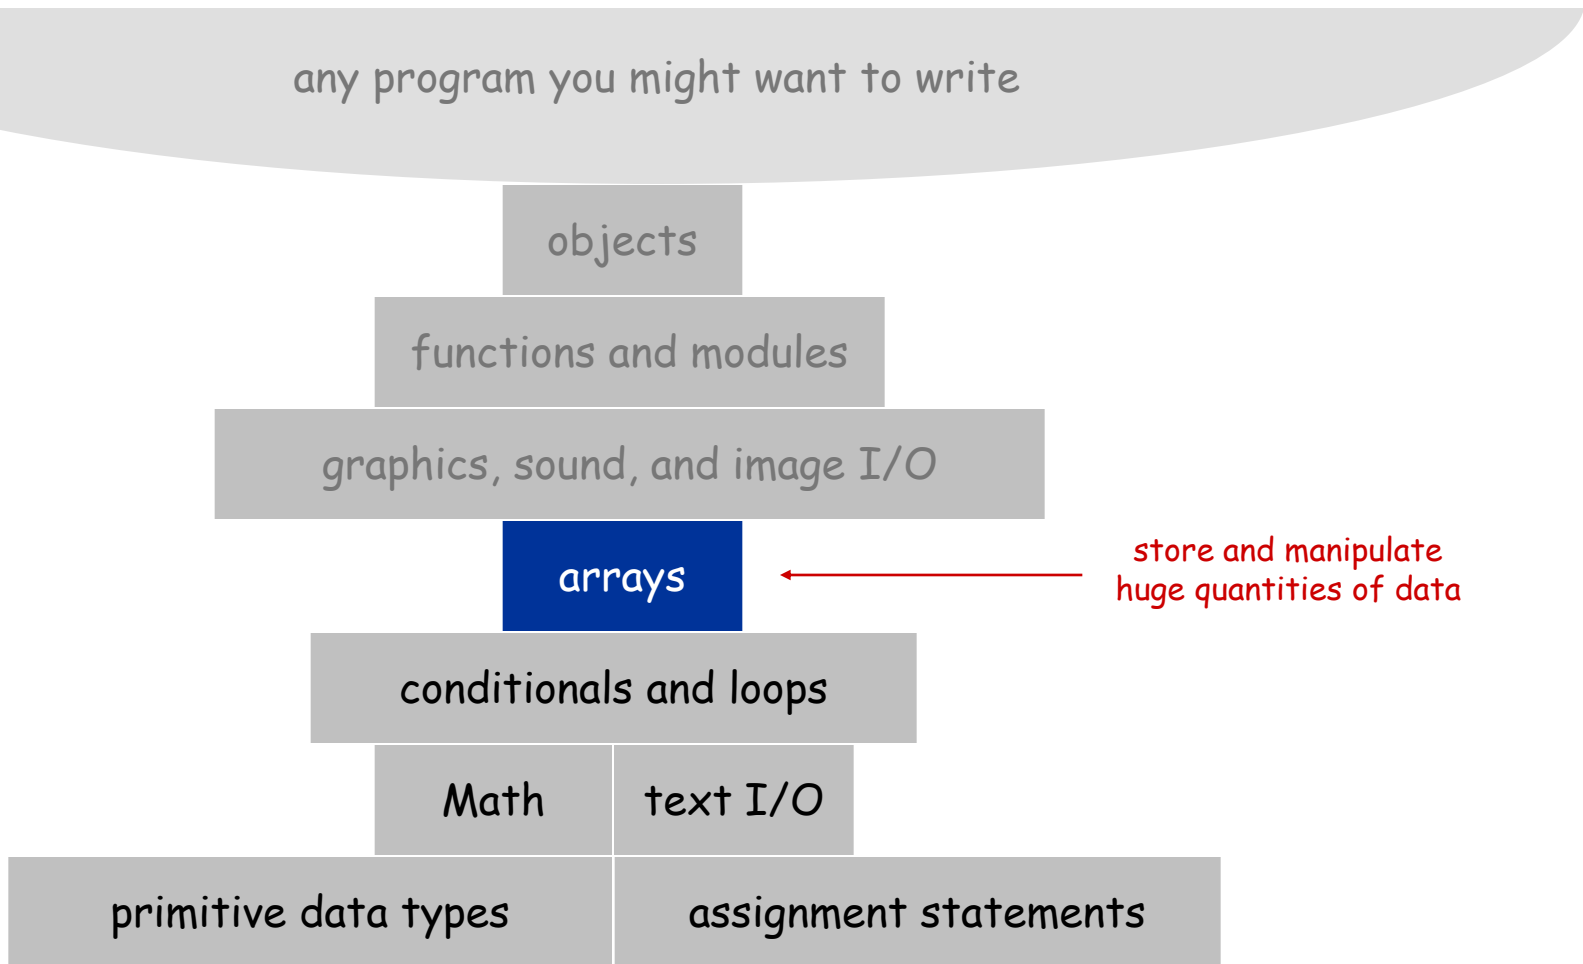 any program you might want to write
objects
functions and modules
graphics, sound, and image I/O
arrays
store and manipulate
huge quantities of data
conditionals and loops
Math
text I/O
primitive data types
assignment statements